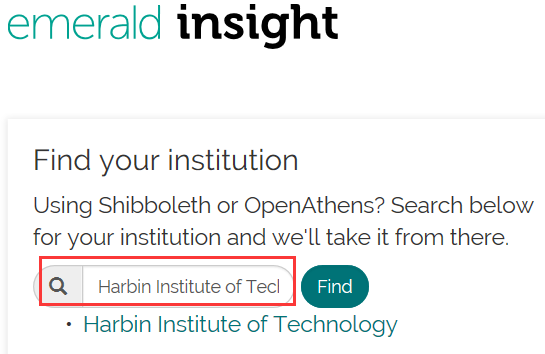 emerald insight
Find your institution
Using Shibboleth or OpenAthens? Search below
for your institution and we'll take it from there.
Harbin Institute of Tecl Find
• Harbin Institute of Technology